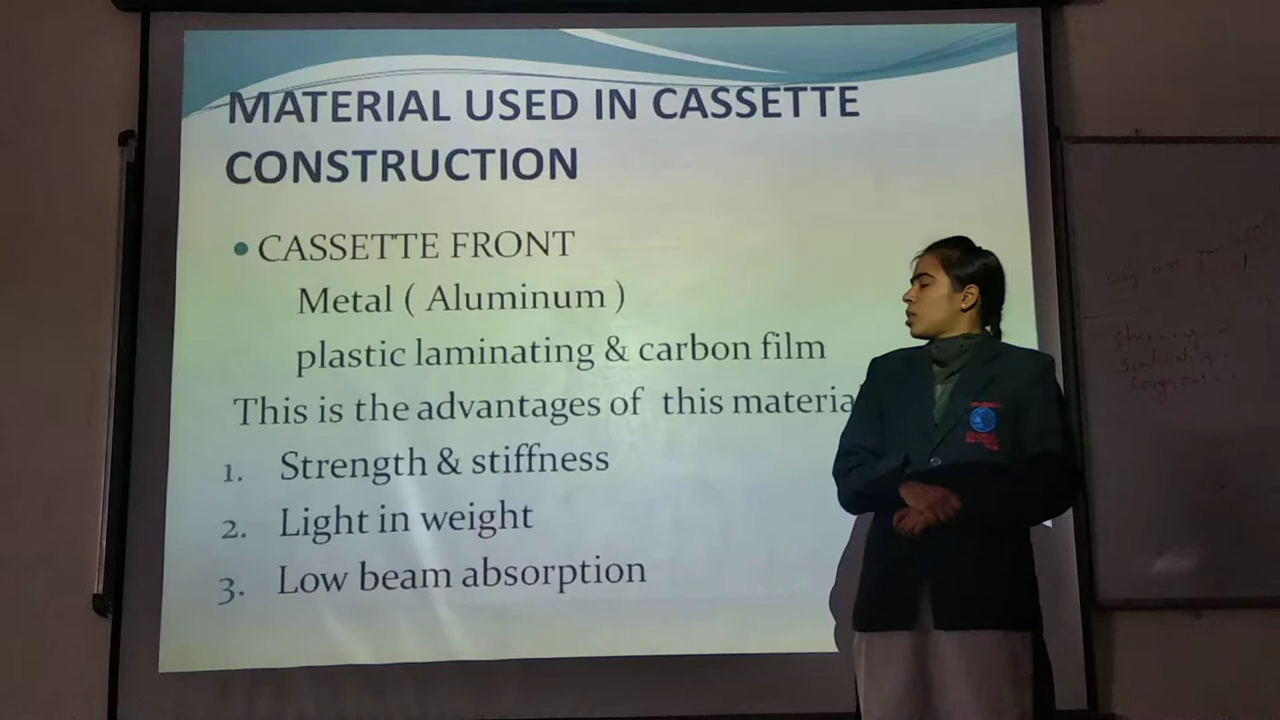 MATERIAL USED IN CASSETTE
CONSTRUCTION
• CASSETTE FRONT
Metal ( Aluminum )
plastic laminating & carbon film
This is the advantages of this materia
1. Strength & stiffness
2. Light in weight
3. Low beam absorption